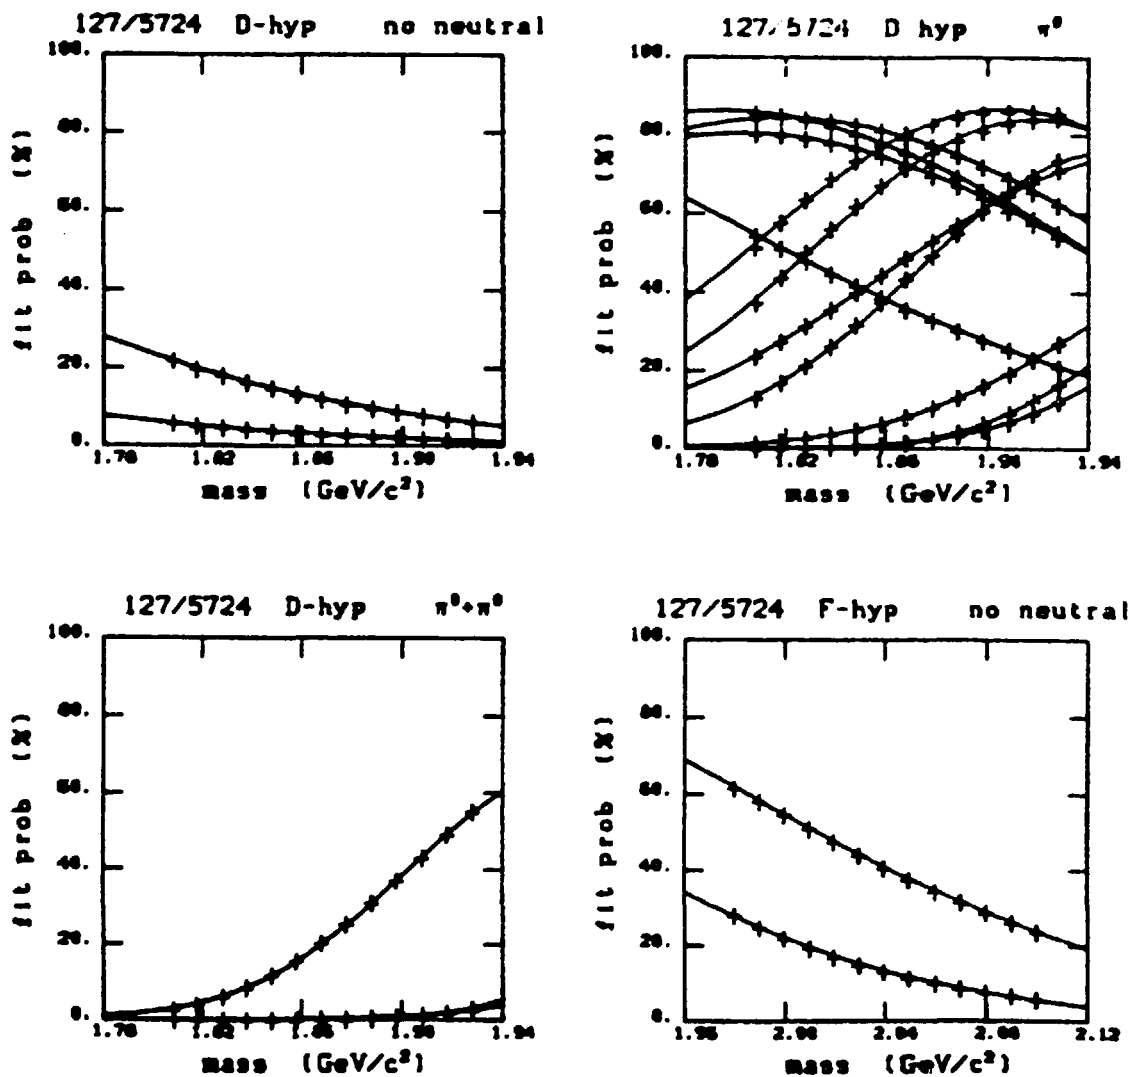 127/5724 D-hyp no neutral
100.
80.
60.
40.
20.
0.
1.78 1.82 1.86 1.90 1.94
fit prob (%)
mass (GeV/c²)
127/5724 D hyp π⁰
100.
80.
60.
40.
20.
0.
1.78 1.82 1.86 1.90 1.94
fit prob (%)
mass (GeV/c²)
127/5724 D-hyp π⁰+π⁰
100.
80.
60.
40.
20.
0.
1.78 1.82 1.86 1.90 1.94
fit prob (%)
mass (GeV/c²)
127/5724 F-hyp no neutral
100.
80.
60.
40.
20.
0.
1.96 2.00 2.04 2.08 2.12
fit prob (%)
mass (GeV/c²)